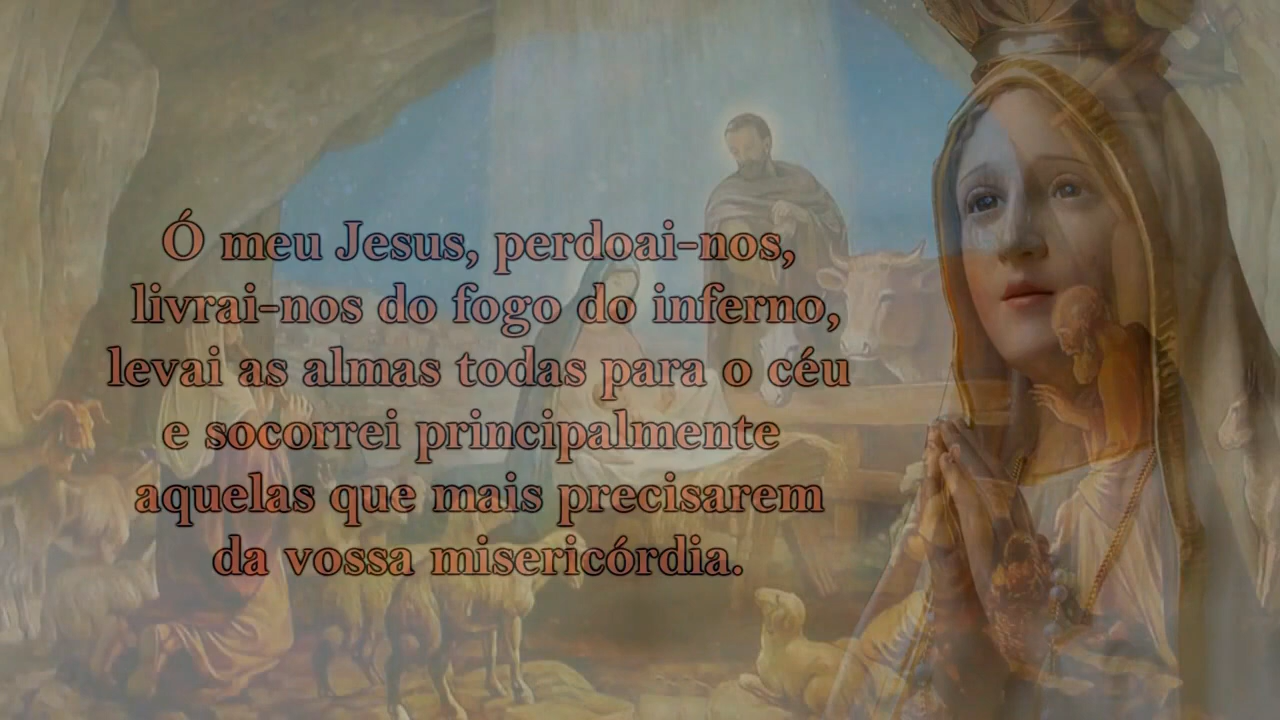 Ó meu Jesus, perdoai-nos,
livrai-nos do fogo do inferno,
levai as almas todas para o céu
e socorrei principalmente
aquelas que mais precisarem
da vossa misericórdia.